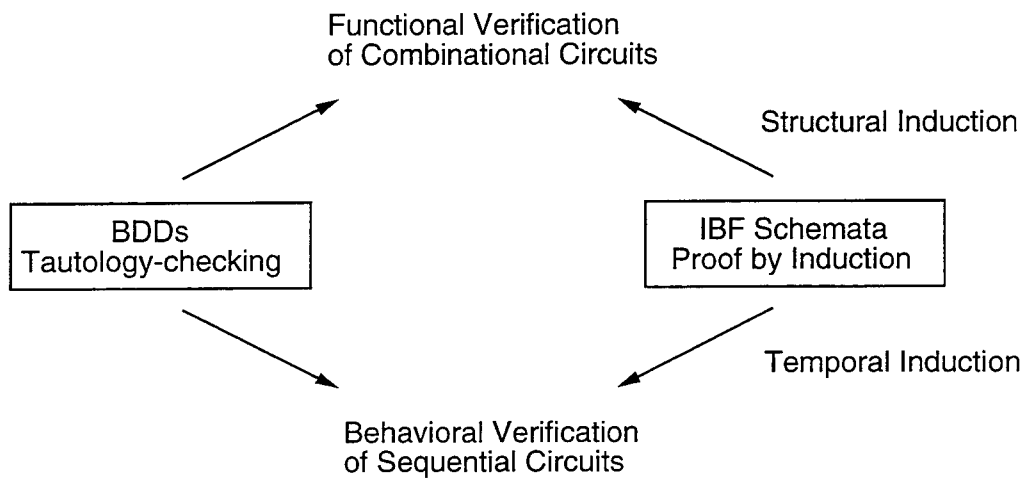 Functional Verification
of Combinational Circuits
Structural Induction
BDDs
Tautology-checking
IBF Schemata
Proof by Induction
Temporal Induction
Behavioral Verification
of Sequential Circuits